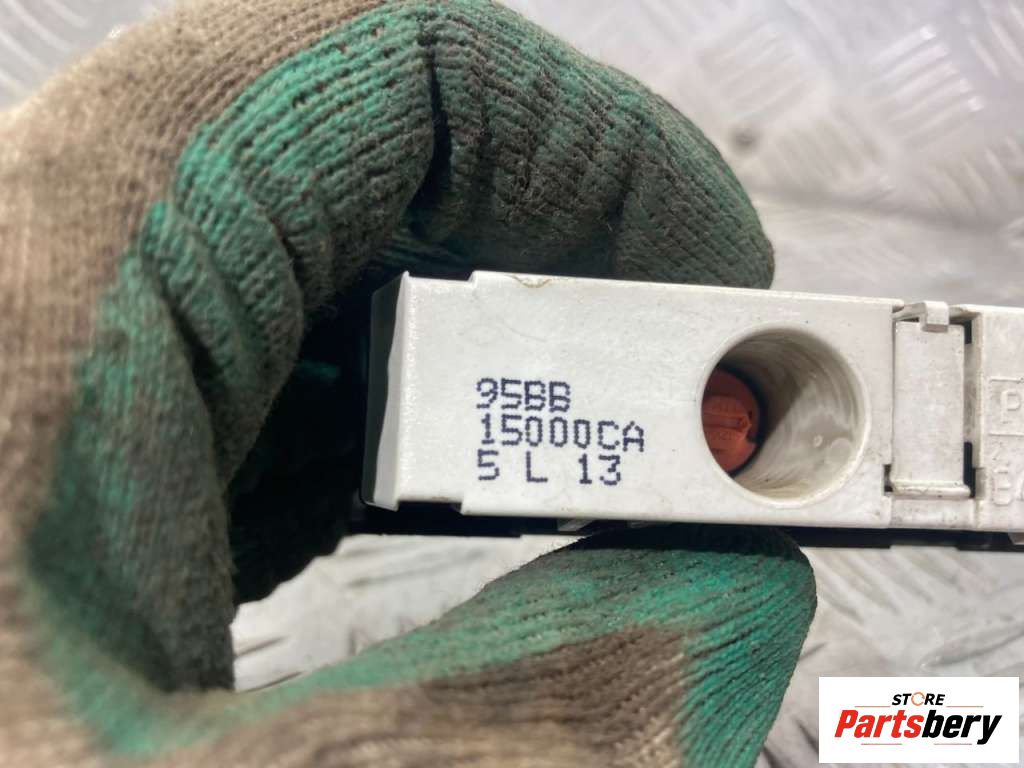 95BB
15000CA
5 L 13
STORE
Partsbery